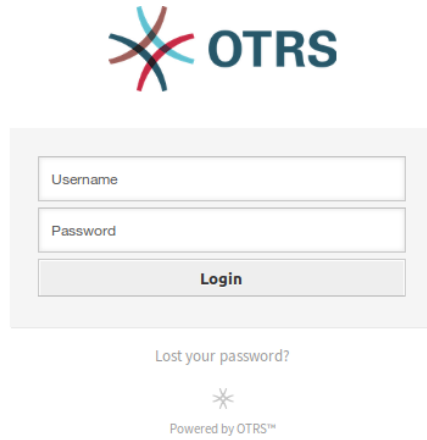 OTRS
Username
Password
Login
Lost your password?
Powered by OTRS™